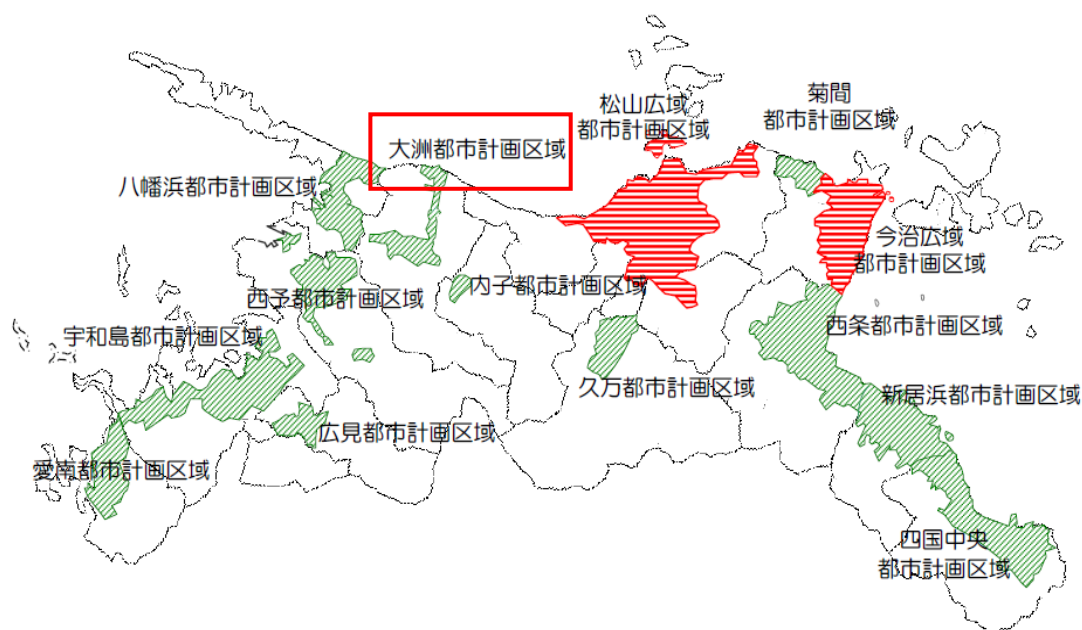 松山広域
都市計画区域
菊間
都市計画区域
大洲都市計画区域
八幡浜都市計画区域
今治広域
都市計画区域
内子都市計画区域
西予都市計画区域
宇和島都市計画区域
西条都市計画区域
久万都市計画区域
新居浜都市計画区域
広見都市計画区域
愛南都市計画区域
四国中央
都市計画区域